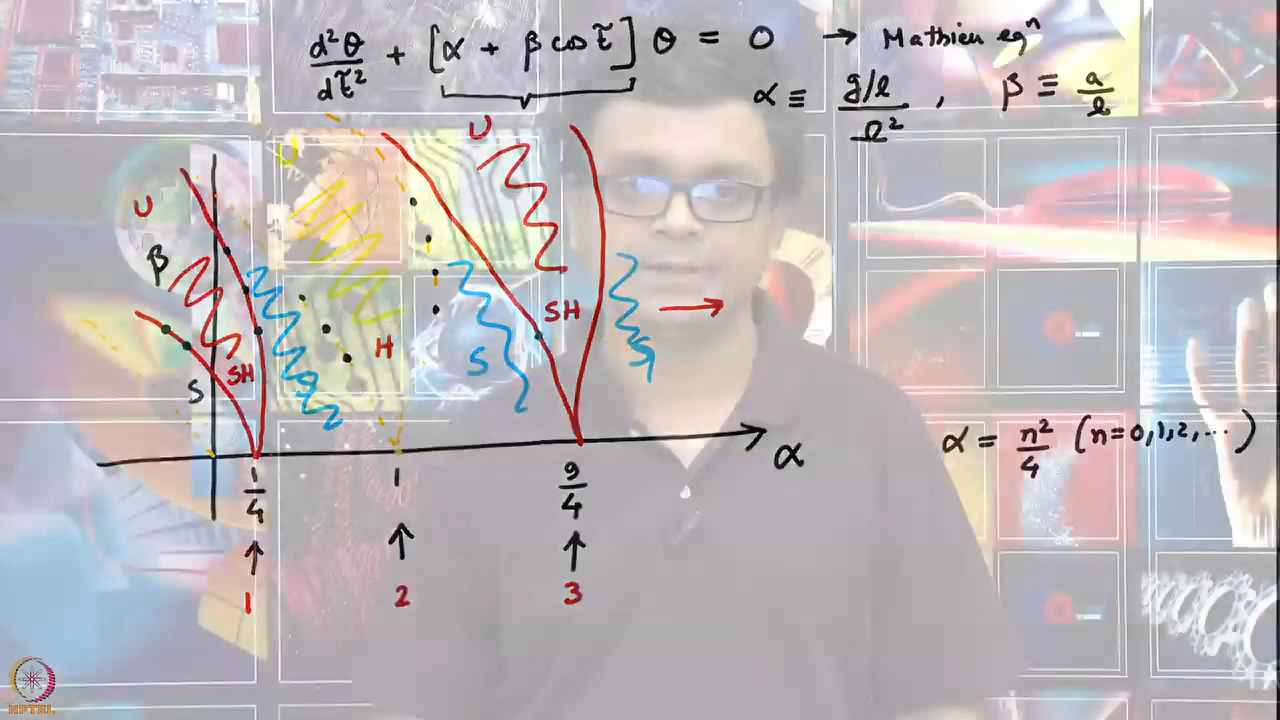 d²θ/dt̃² + [α + β cos t̃] θ = 0 → Mathieu eqⁿ
α ≡ (g/l)/Ω² , β ≡ a/l
U
U
U
β
S
SH
S
H
S
SH
S
α
α = n²/4 (n=0,1,2,...)
1/4
1
9/4
1
2
3
NPTEL